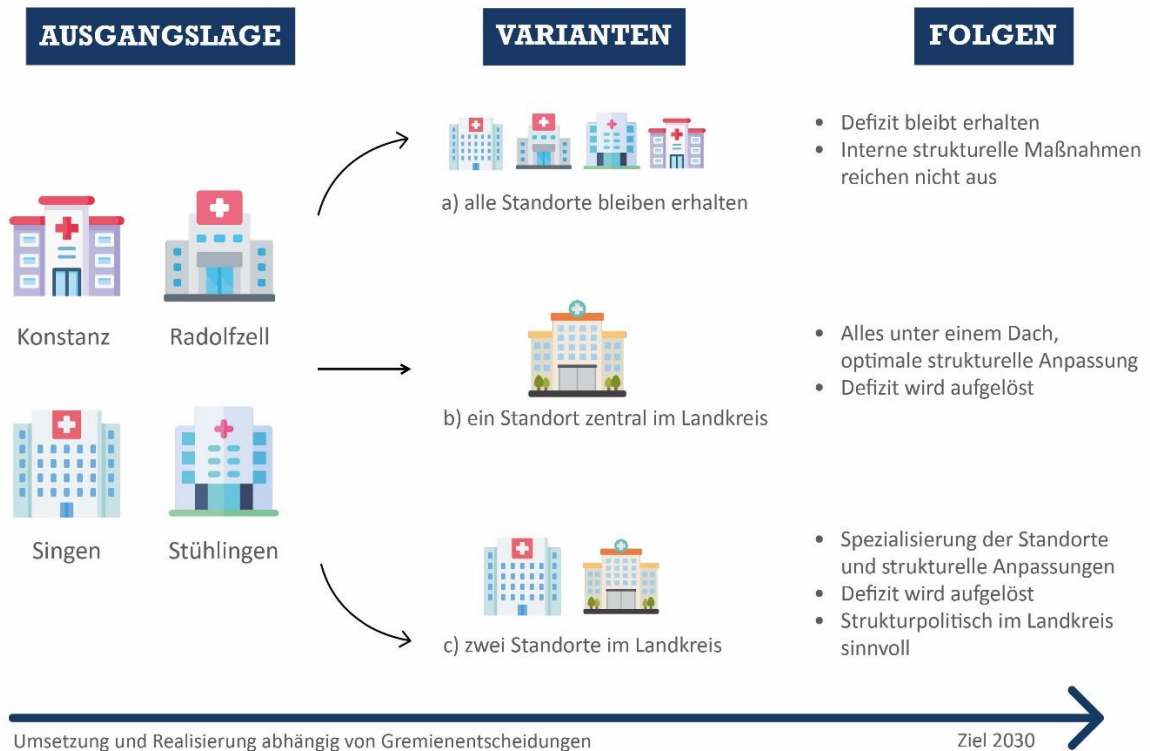 AUSGANGSLAGE
VARIANTEN
FOLGEN
Konstanz
Radolfzell
Singen
Stühlingen
a) alle Standorte bleiben erhalten
• Defizit bleibt erhalten
• Interne strukturelle Maßnahmen
reichen nicht aus
b) ein Standort zentral im Landkreis
• Alles unter einem Dach,
optimale strukturelle Anpassung
• Defizit wird aufgelöst
c) zwei Standorte im Landkreis
• Spezialisierung der Standorte
und strukturelle Anpassungen
• Defizit wird aufgelöst
• Strukturpolitisch im Landkreis
sinnvoll
Umsetzung und Realisierung abhängig von Gremienentscheidungen
Ziel 2030